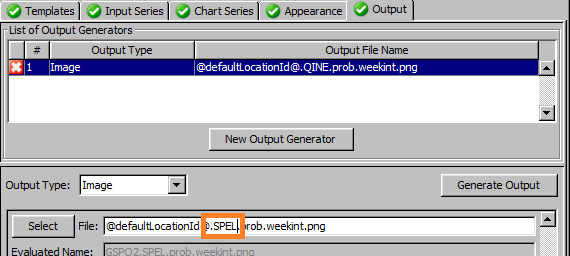 Templates Input Series Chart Series Appearance Output
List of Output Generators
# Output Type Output File Name
1 Image @defaultLocationId@.QINE.prob.weekint.png
New Output Generator
Output Type: Image Generate Output
Select File: @defaultLocationId@.SPEL.prob.weekint.png
Evaluated Name: GSPO2.SPEL.prob.weekint.png